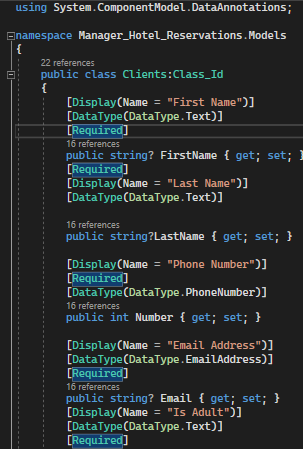 using System.ComponentModel.DataAnnotations;
namespace Manager_Hotel_Reservations.Models
{
22 references
public class Clients:Class_Id
{
[Display(Name = "First Name")]
[DataType(DataType.Text)]
[Required]
16 references
public string? FirstName { get; set; }
[Required]
[Display(Name = "Last Name")]
[DataType(DataType.Text)]
16 references
public string?LastName { get; set; }
[Display(Name = "Phone Number")]
[Required]
[DataType(DataType.PhoneNumber)]
16 references
public int Number { get; set; }
[Display(Name = "Email Address")]
[DataType(DataType.EmailAddress)]
[Required]
16 references
public string? Email { get; set; }
[Display(Name = "Is Adult")]
[DataType(DataType.Text)]
[Required]